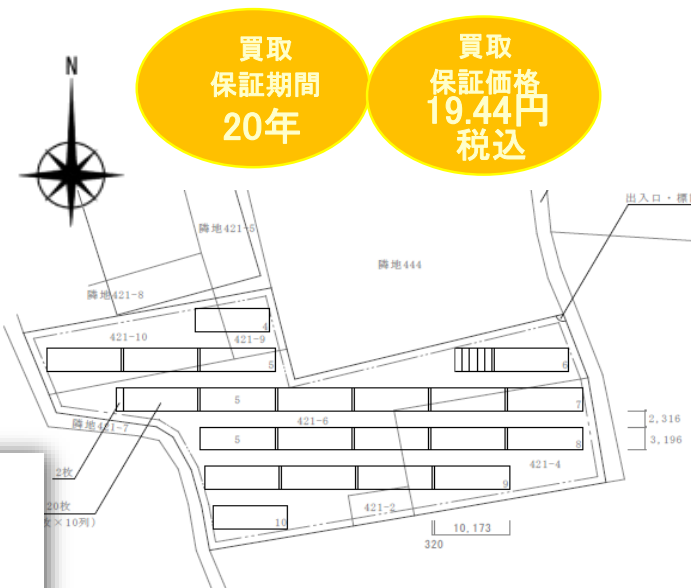 買取
保証期間
20年
買取
保証価格
19.44円
税込
N
出入口・標
隣地421-5
隣地444
隣地421-8
421-10
421-9
4
5
6
5
421-6
7
隣地421-7
5
8
2,316
3,196
421-4
2枚
9
20枚
枚×10列)
421-2
10
10,173
320